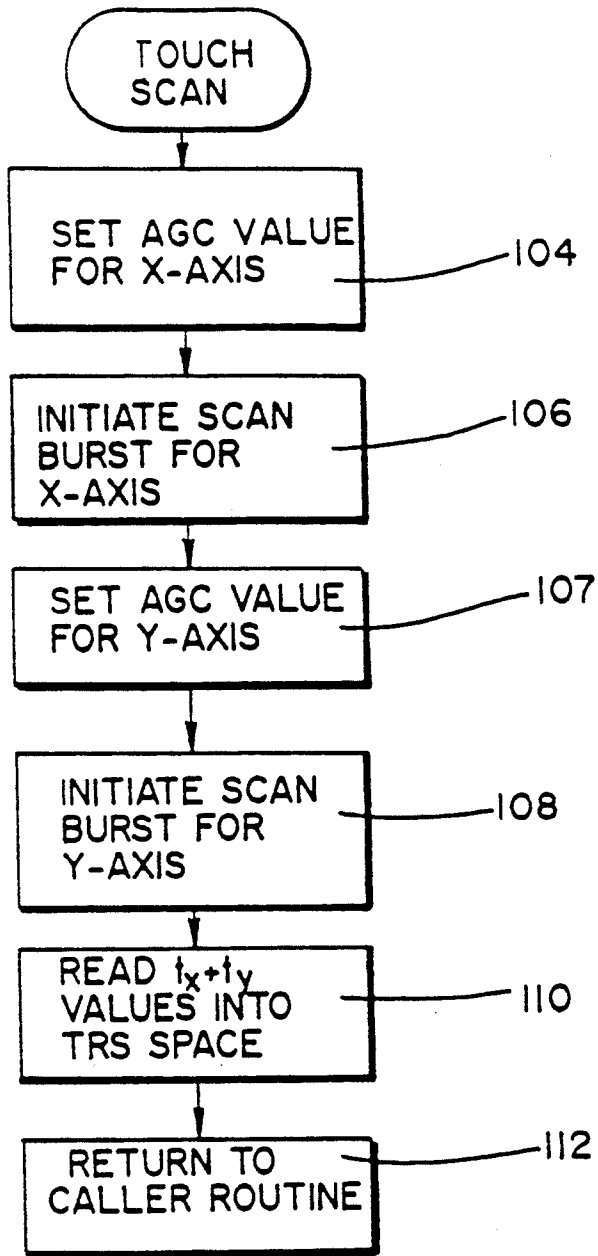 TOUCH
SCAN
SET AGC VALUE
FOR X-AXIS
104
INITIATE SCAN
BURST FOR
X-AXIS
106
SET AGC VALUE
FOR Y-AXIS
107
INITIATE SCAN
BURST FOR
Y-AXIS
108
READ tx+ty
VALUES INTO
TRS SPACE
110
RETURN TO
CALLER ROUTINE
112